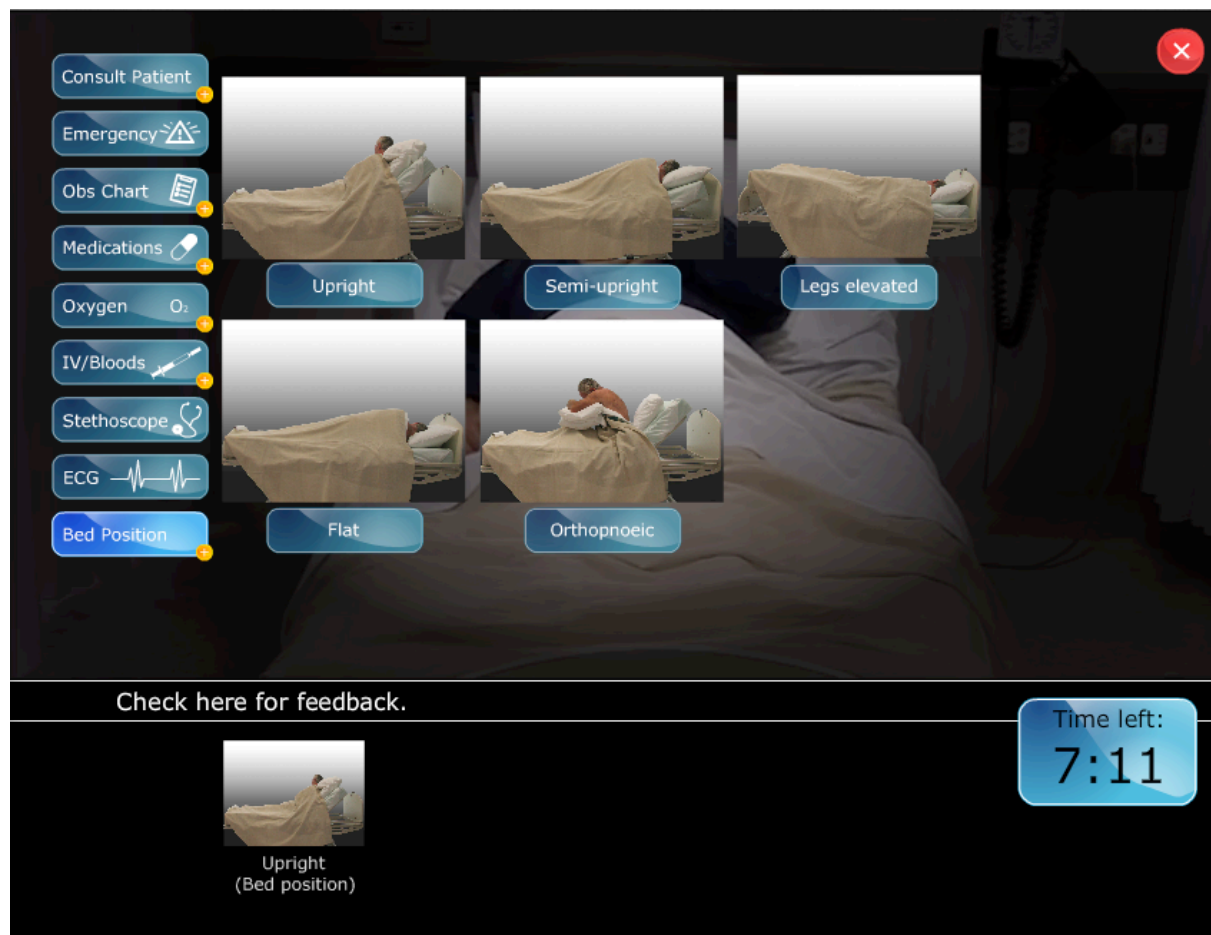 Consult Patient
Emergency
Obs Chart
Medications
Oxygen O₂
IV/Bloods
Stethoscope
ECG
Bed Position
Upright
Semi-upright
Legs elevated
Flat
Orthopnoeic
Check here for feedback.
Time left:
7:11
Upright
(Bed position)